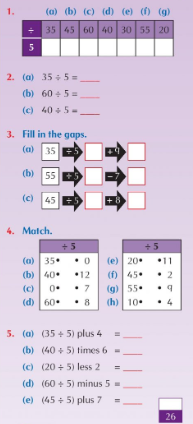 1. (a) (b) (c) (d) (e) (f) (g)
÷ 35 45 60 40 30 55 20
5
2. (a) 35 ÷ 5 = ____
(b) 60 ÷ 5 = ____
(c) 40 ÷ 5 = ____
3. Fill in the gaps.
(a) 35 ÷ 5 + 9
(b) 55 ÷ 5 − 7
(c) 45 ÷ 5 + 8
4. Match.
÷ 5 ÷ 5
(a) 35• • 0 (e) 20• •11
(b) 40• •12 (f) 45• • 2
(c) 0• • 7 (g) 55• • 9
(d) 60• • 8 (h) 10• • 4
5. (a) (35 ÷ 5) plus 4 = ____
(b) (40 ÷ 5) times 6 = ____
(c) (20 ÷ 5) less 2 = ____
(d) (60 ÷ 5) minus 5 = ____
(e) (45 ÷ 5) plus 7 = ____
26